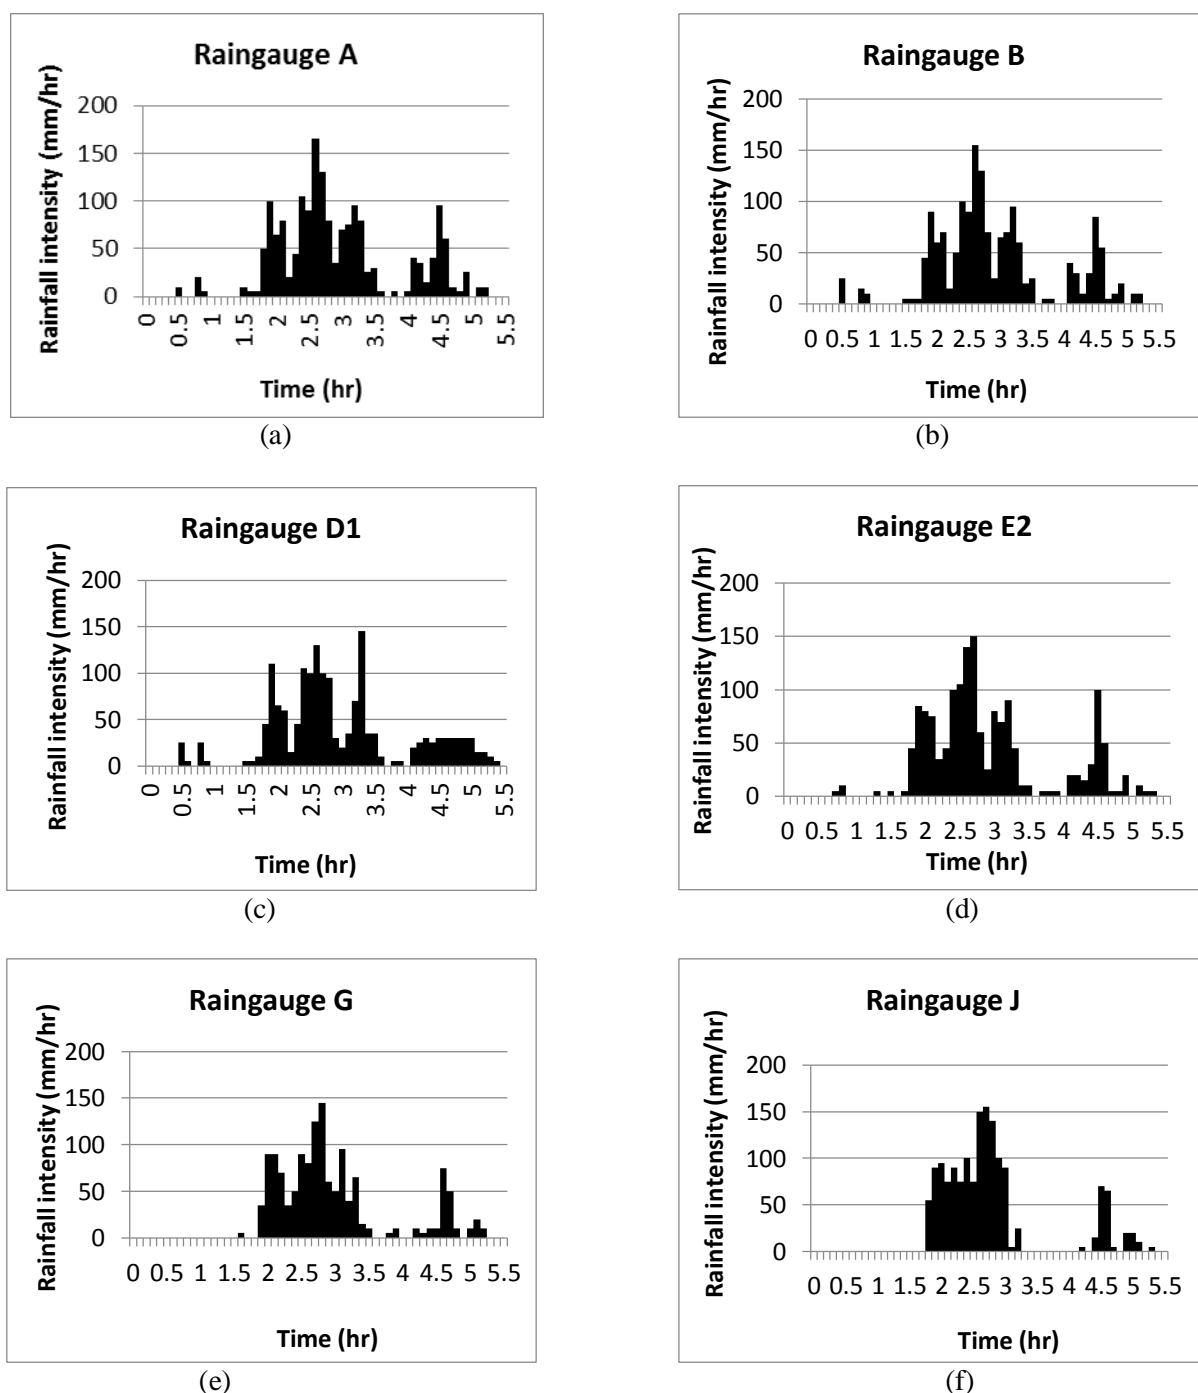 Raingauge A
Rainfall intensity (mm/hr)
200
150
100
50
0
0 0.5 1 1.5 2 2.5 3 3.5 4 4.5 5 5.5
Time (hr)
(a)
Raingauge B
Rainfall intensity (mm/hr)
200
150
100
50
0
0 0.5 1 1.5 2 2.5 3 3.5 4 4.5 5 5.5
Time (hr)
(b)
Raingauge D1
Rainfall intensity (mm/hr)
200
150
100
50
0
0 0.5 1 1.5 2 2.5 3 3.5 4 4.5 5 5.5
Time (hr)
(c)
Raingauge E2
Rainfall intensity (mm/hr)
200
150
100
50
0
0 0.5 1 1.5 2 2.5 3 3.5 4 4.5 5 5.5
Time (hr)
(d)
Raingauge G
Rainfall intensity (mm/hr)
200
150
100
50
0
0 0.5 1 1.5 2 2.5 3 3.5 4 4.5 5 5.5
Time (hr)
(e)
Raingauge J
Rainfall intensity (mm/hr)
200
150
100
50
0
0 0.5 1 1.5 2 2.5 3 3.5 4 4.5 5 5.5
Time (hr)
(f)